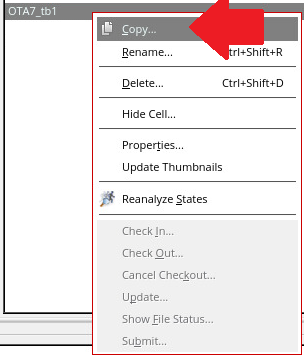 OTA7_tb1
Copy...
Rename... trl+Shift+R
Delete... Ctrl+Shift+D
Hide Cell...
Properties...
Update Thumbnails
Reanalyze States
Check In...
Check Out...
Cancel Checkout...
Update...
Show File Status...
Submit...